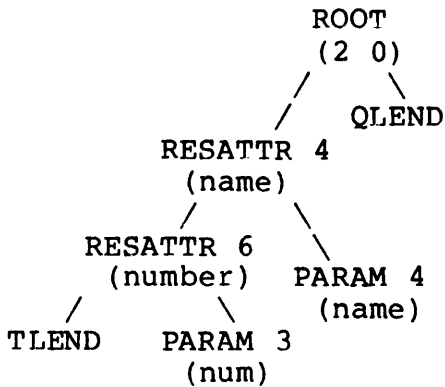 ROOT
(2 0)
QLEND
RESATTR 4
(name)
RESATTR 6
(number)
PARAM 4
(name)
TLEND
PARAM 3
(num)